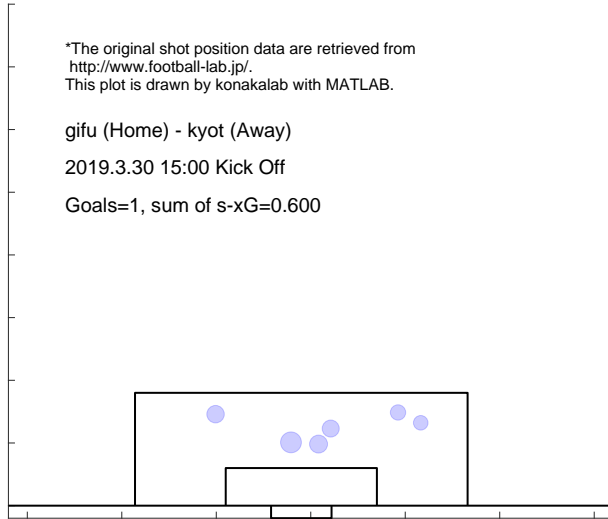 *The original shot position data are retrieved from
http://www.football-lab.jp/.
This plot is drawn by konakalab with MATLAB.
gifu (Home) - kyot (Away)
2019.3.30 15:00 Kick Off
Goals=1, sum of s-xG=0.600